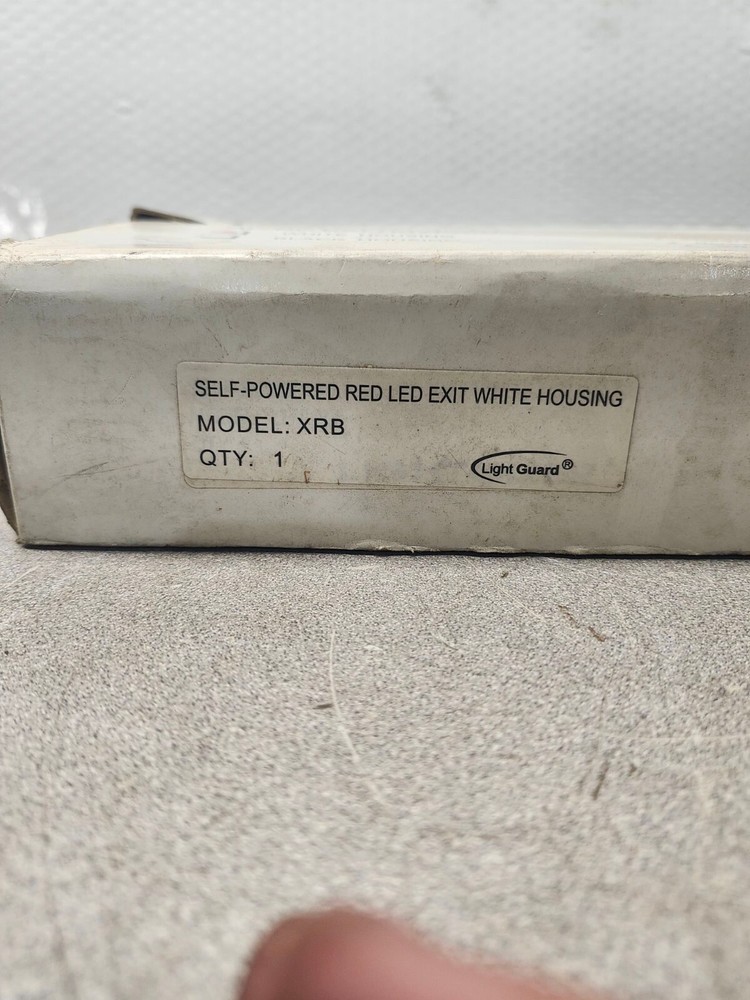 SELF-POWERED RED LED EXIT WHITE HOUSING
MODEL: XRB
QTY: 1
Light Guard®